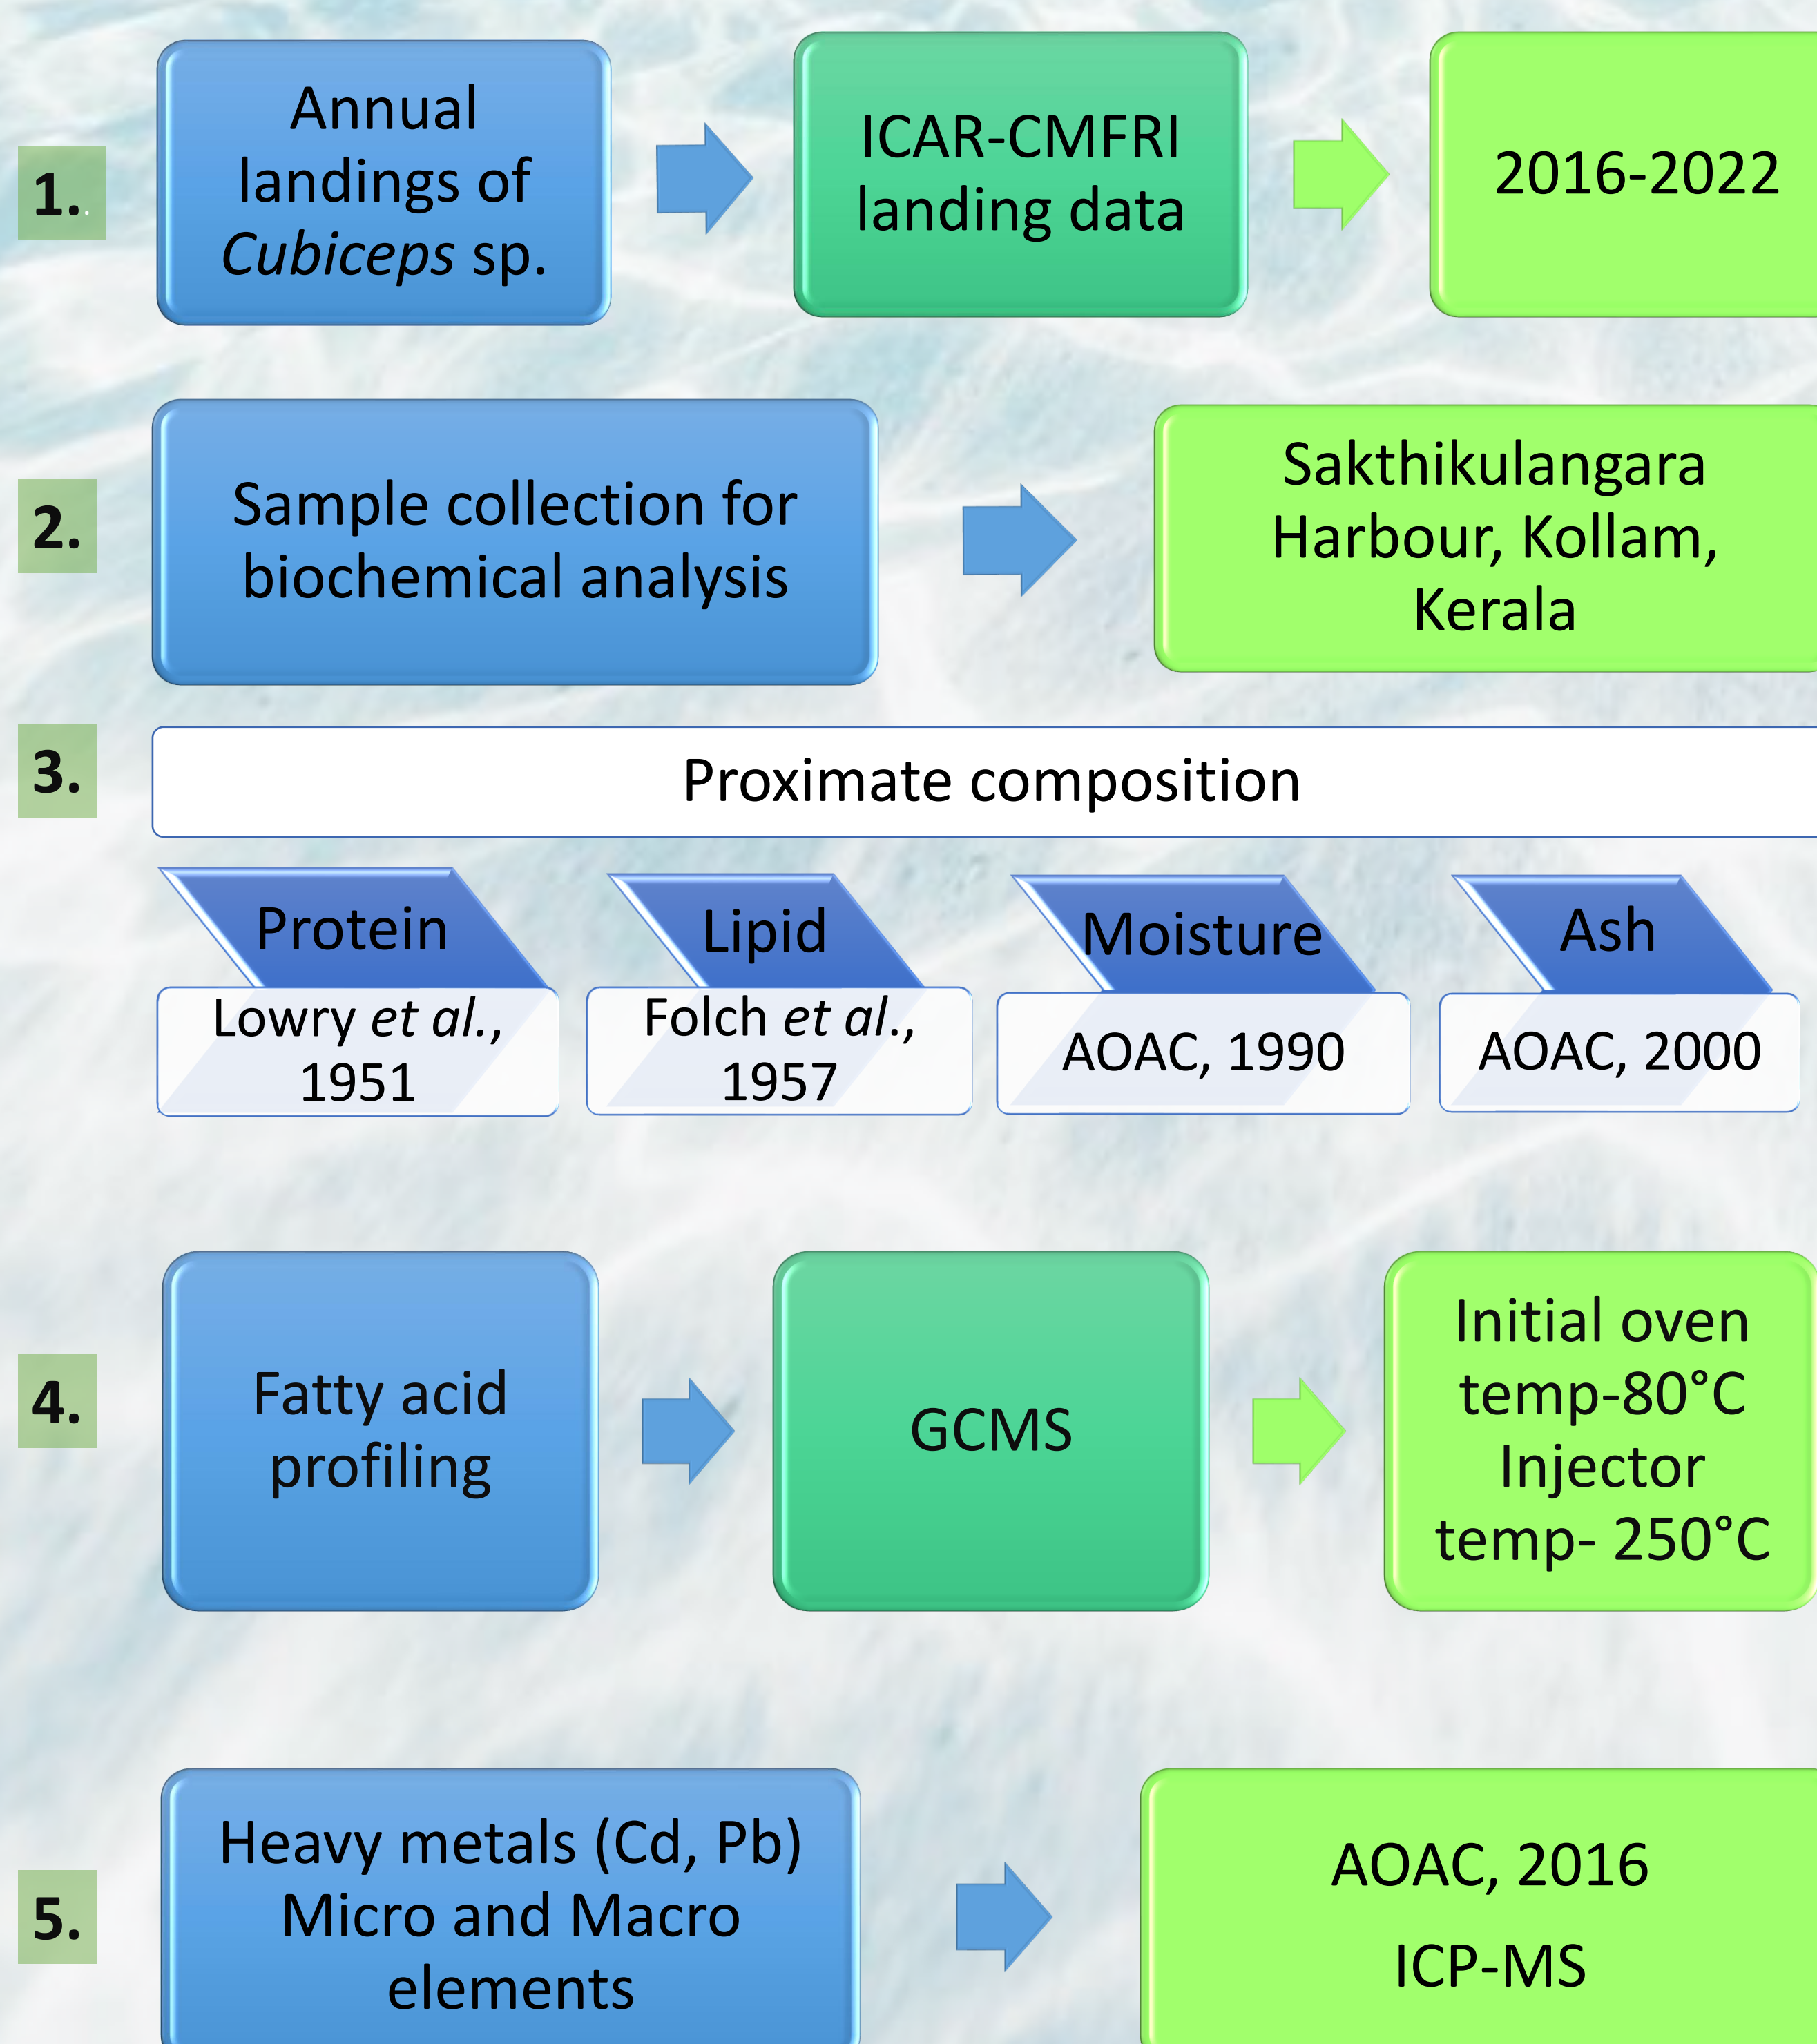 1..
Annual
landings of
Cubiceps sp.
ICAR-CMFRI
landing data
2016-2022
2.
Sample collection for
biochemical analysis
Sakthikulangara
Harbour, Kollam,
Kerala
3.
Proximate composition
Protein
Lowry et al.,
1951
Lipid
Folch et al.,
1957
Moisture
AOAC, 1990
Ash
AOAC, 2000
4.
Fatty acid
profiling
GCMS
Initial oven
temp-80°C
Injector
temp- 250°C
5.
Heavy metals (Cd, Pb)
Micro and Macro
elements
AOAC, 2016
ICP-MS